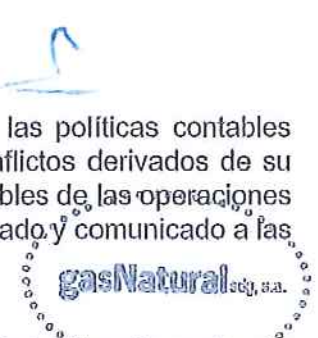 las políticas contables
nflictos derivados de su
bles de las operaciones
ado y comunicado a las
gasNatural sdg, s.a.